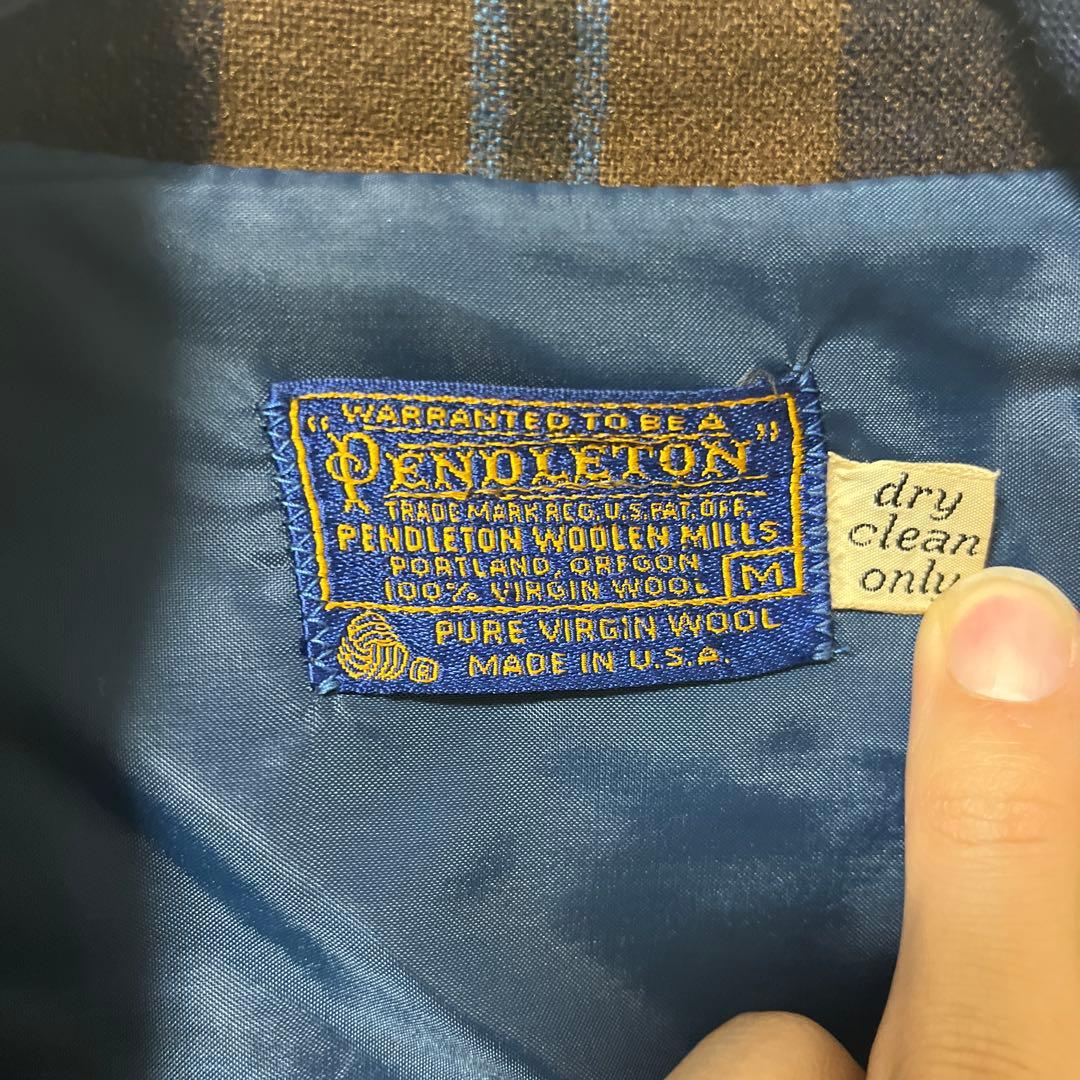 WARRANTED TO BE A
"PENDLETON"
TRADE MARK REG. U.S. PAT. OFF.
PENDLETON WOOLEN MILLS
PORTLAND, OREGON
100% VIRGIN WOOL M
PURE VIRGIN WOOL
® MADE IN U.S.A.
dry
clean
only